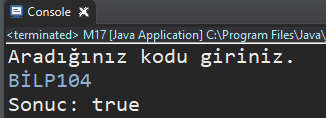 Console
<terminated> M17 [Java Application] C:\Program Files\Java\
Aradığınız kodu giriniz.
BİLP104
Sonuc: true